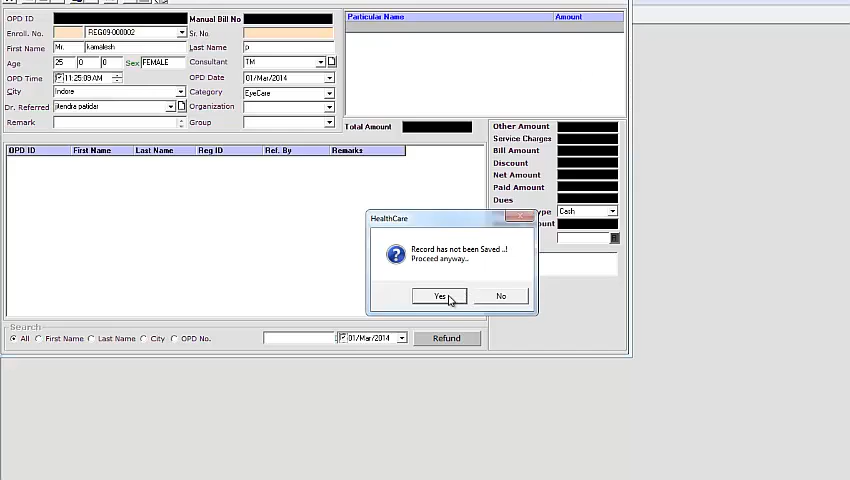 OPD ID Manual Bill No
Enroll. No. REG09-000002 Sr. No.
First Name Mr. kamalesh Last Name p
Age 25 0 0 Sex FEMALE Consultant TM
OPD Time 11:25:09 AM OPD Date 01/Mar/2014
City Indore Category EyeCare
Dr. Referred jitendra patidar Organization
Remark Group
Particular Name Amount
Total Amount
Other Amount
Service Charges
Bill Amount
Discount
Net Amount
Paid Amount
Dues
Type Cash
OPD ID First Name Last Name Reg ID Ref. By Remarks
HealthCare
Record has not been Saved ..!
Proceed anyway..
Yes No
Search
All First Name Last Name City OPD No. 01/Mar/2014 Refund